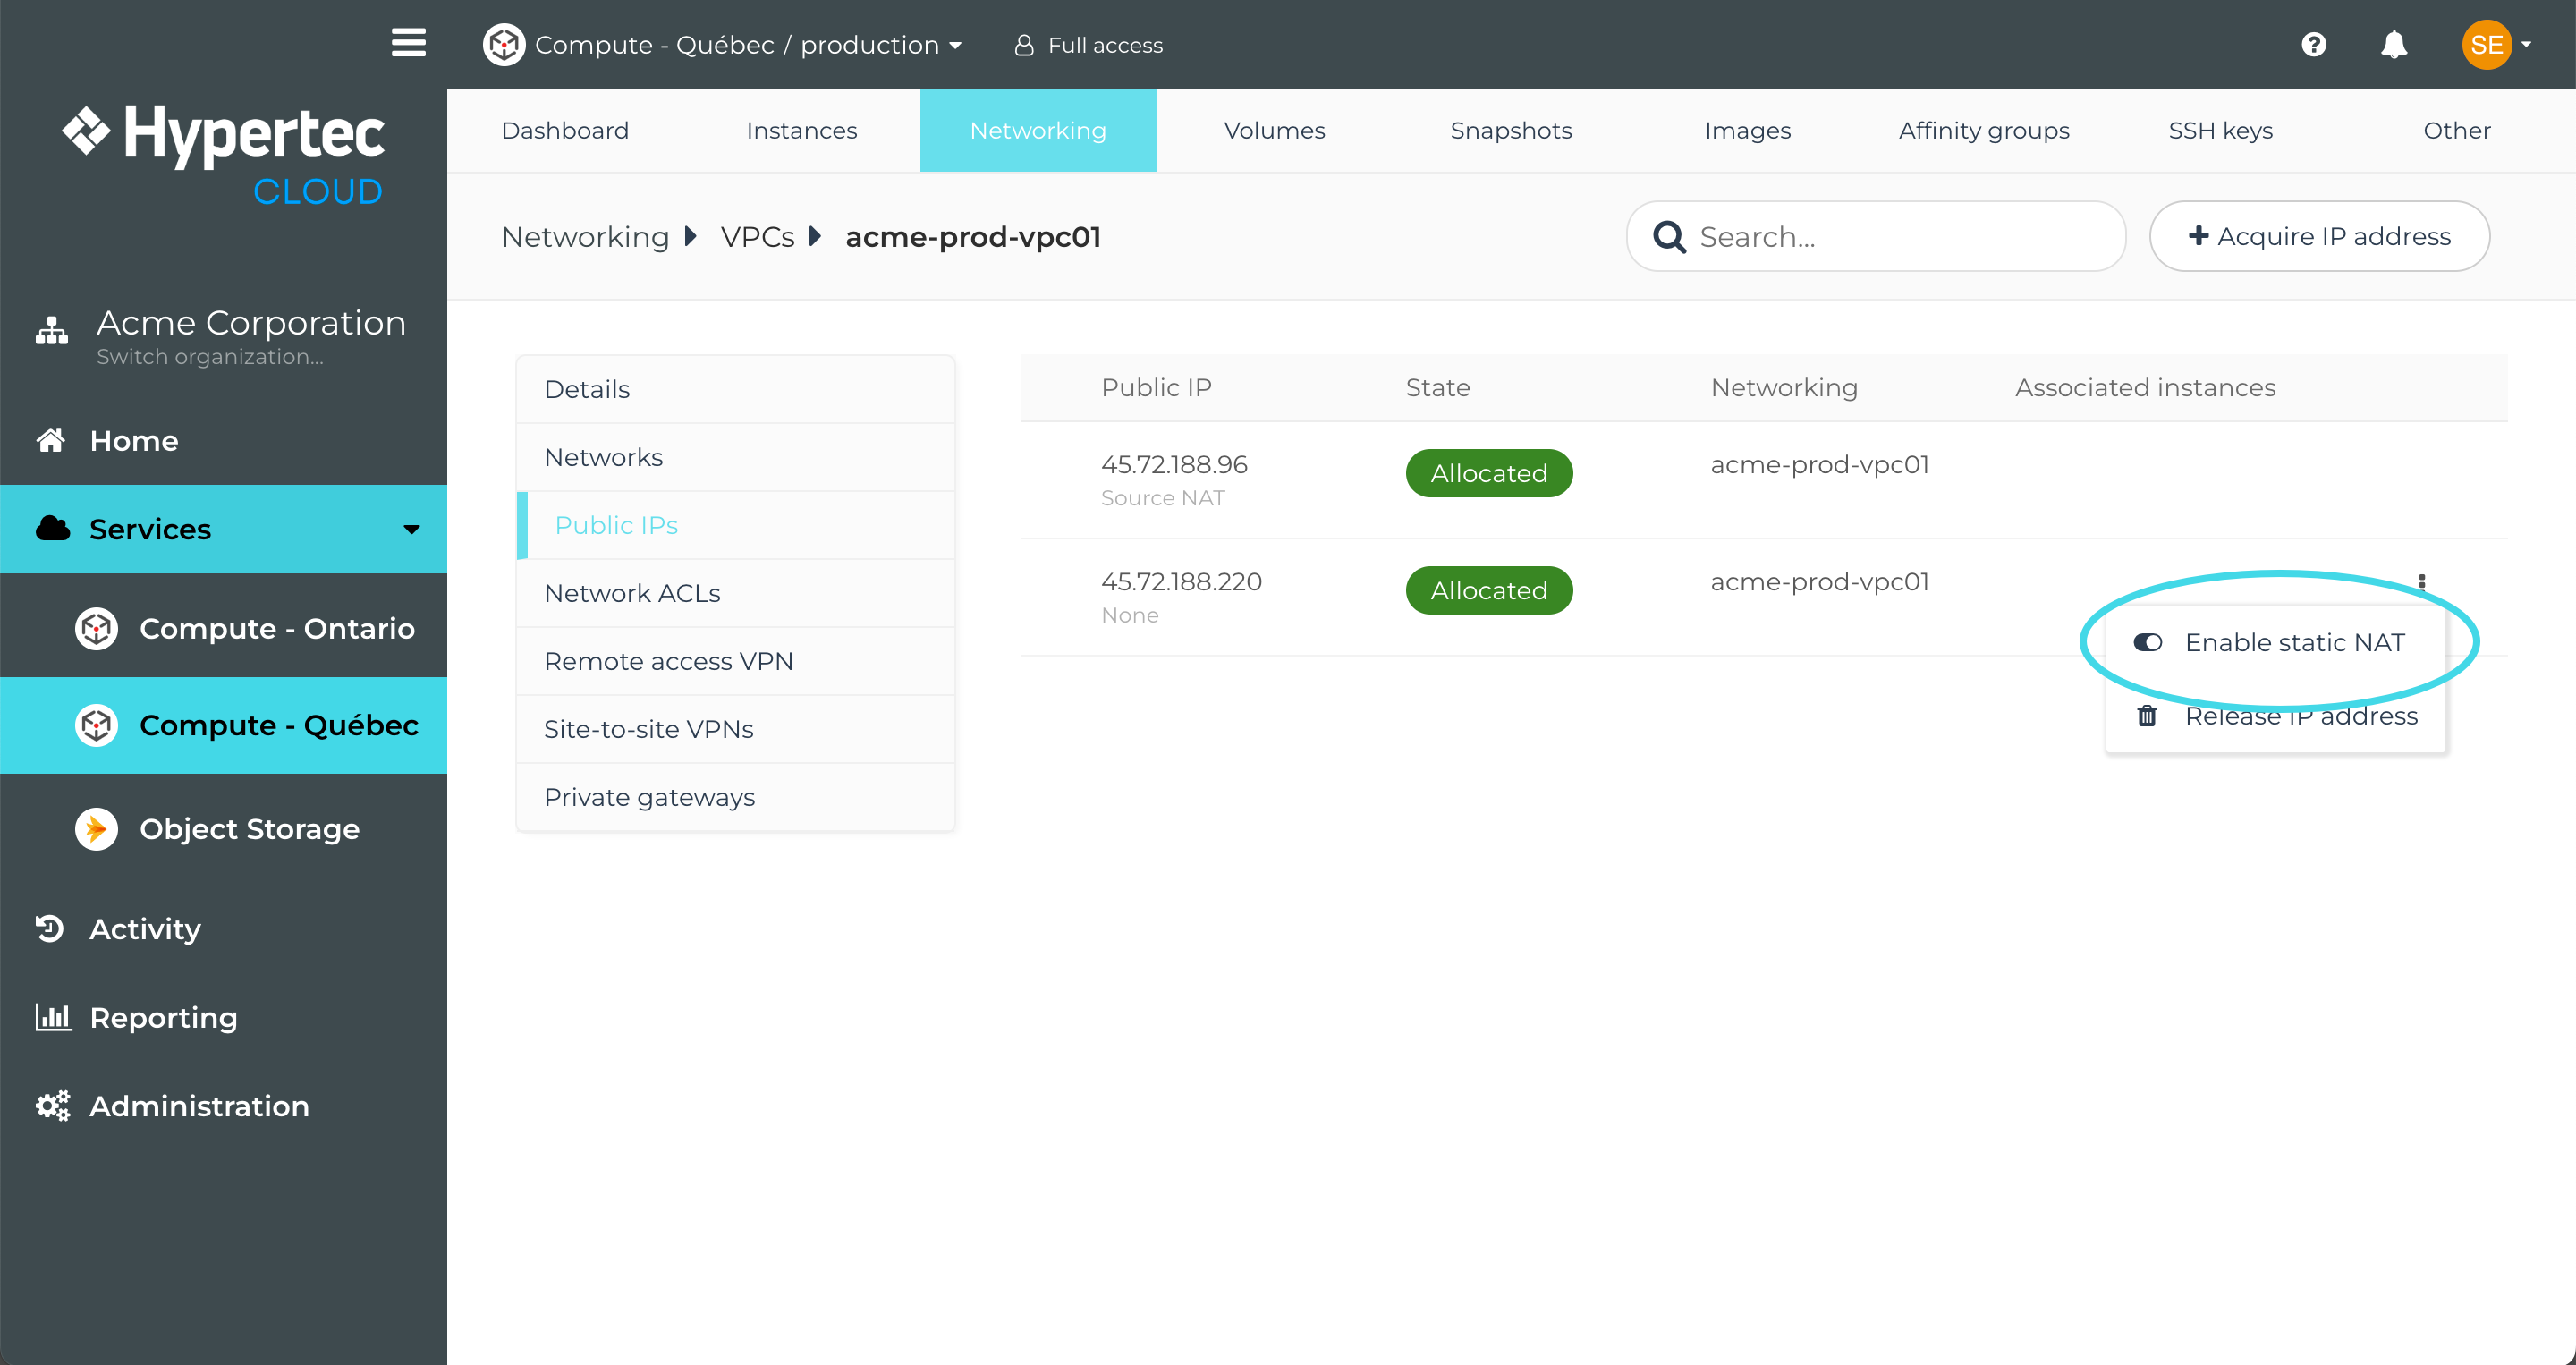 Compute - Québec / production
Full access
SE
Hypertec
CLOUD
Acme Corporation
Switch organization...
Home
Services
Compute - Ontario
Compute - Québec
Object Storage
Activity
Reporting
Administration
Dashboard
Instances
Networking
Volumes
Snapshots
Images
Affinity groups
SSH keys
Other
Networking
VPCs
acme-prod-vpc01
Search...
Acquire IP address
Details
Networks
Public IPs
Network ACLs
Remote access VPN
Site-to-site VPNs
Private gateways
Public IP
State
Networking
Associated instances
45.72.188.96
Source NAT
Allocated
acme-prod-vpc01
45.72.188.220
None
Allocated
acme-prod-vpc01
Enable static NAT
Release IP address